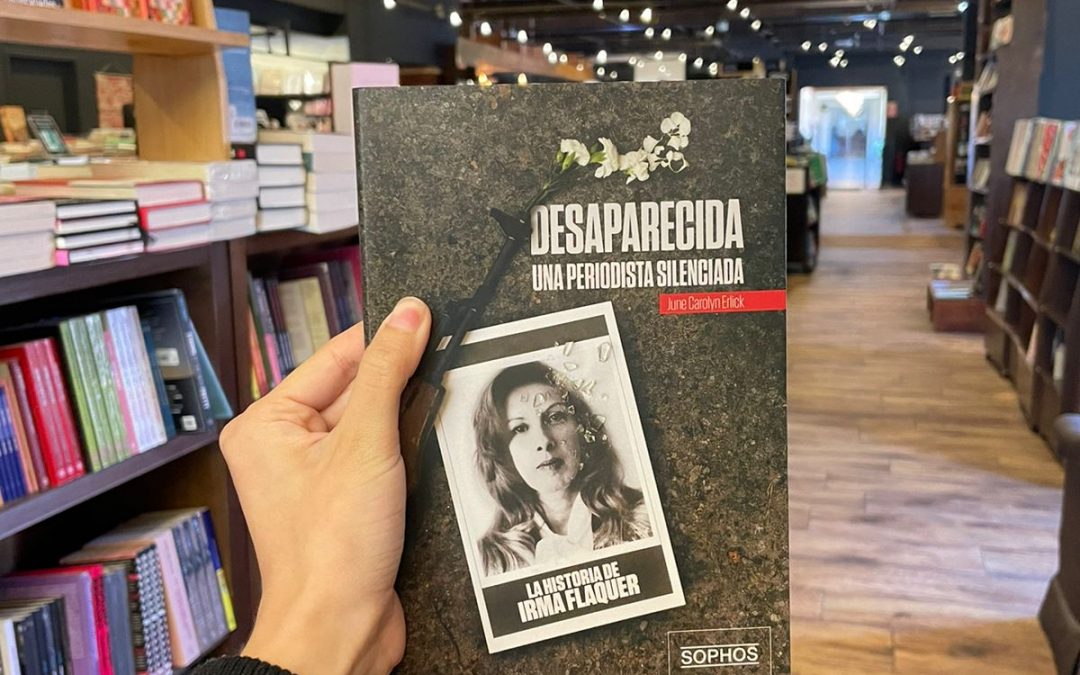 DESAPARECIDA
UNA PERIODISTA SILENCIADA
June Carolyn Erlick
LA HISTORIA DE
IRMA FLAQUER
SOPHOS